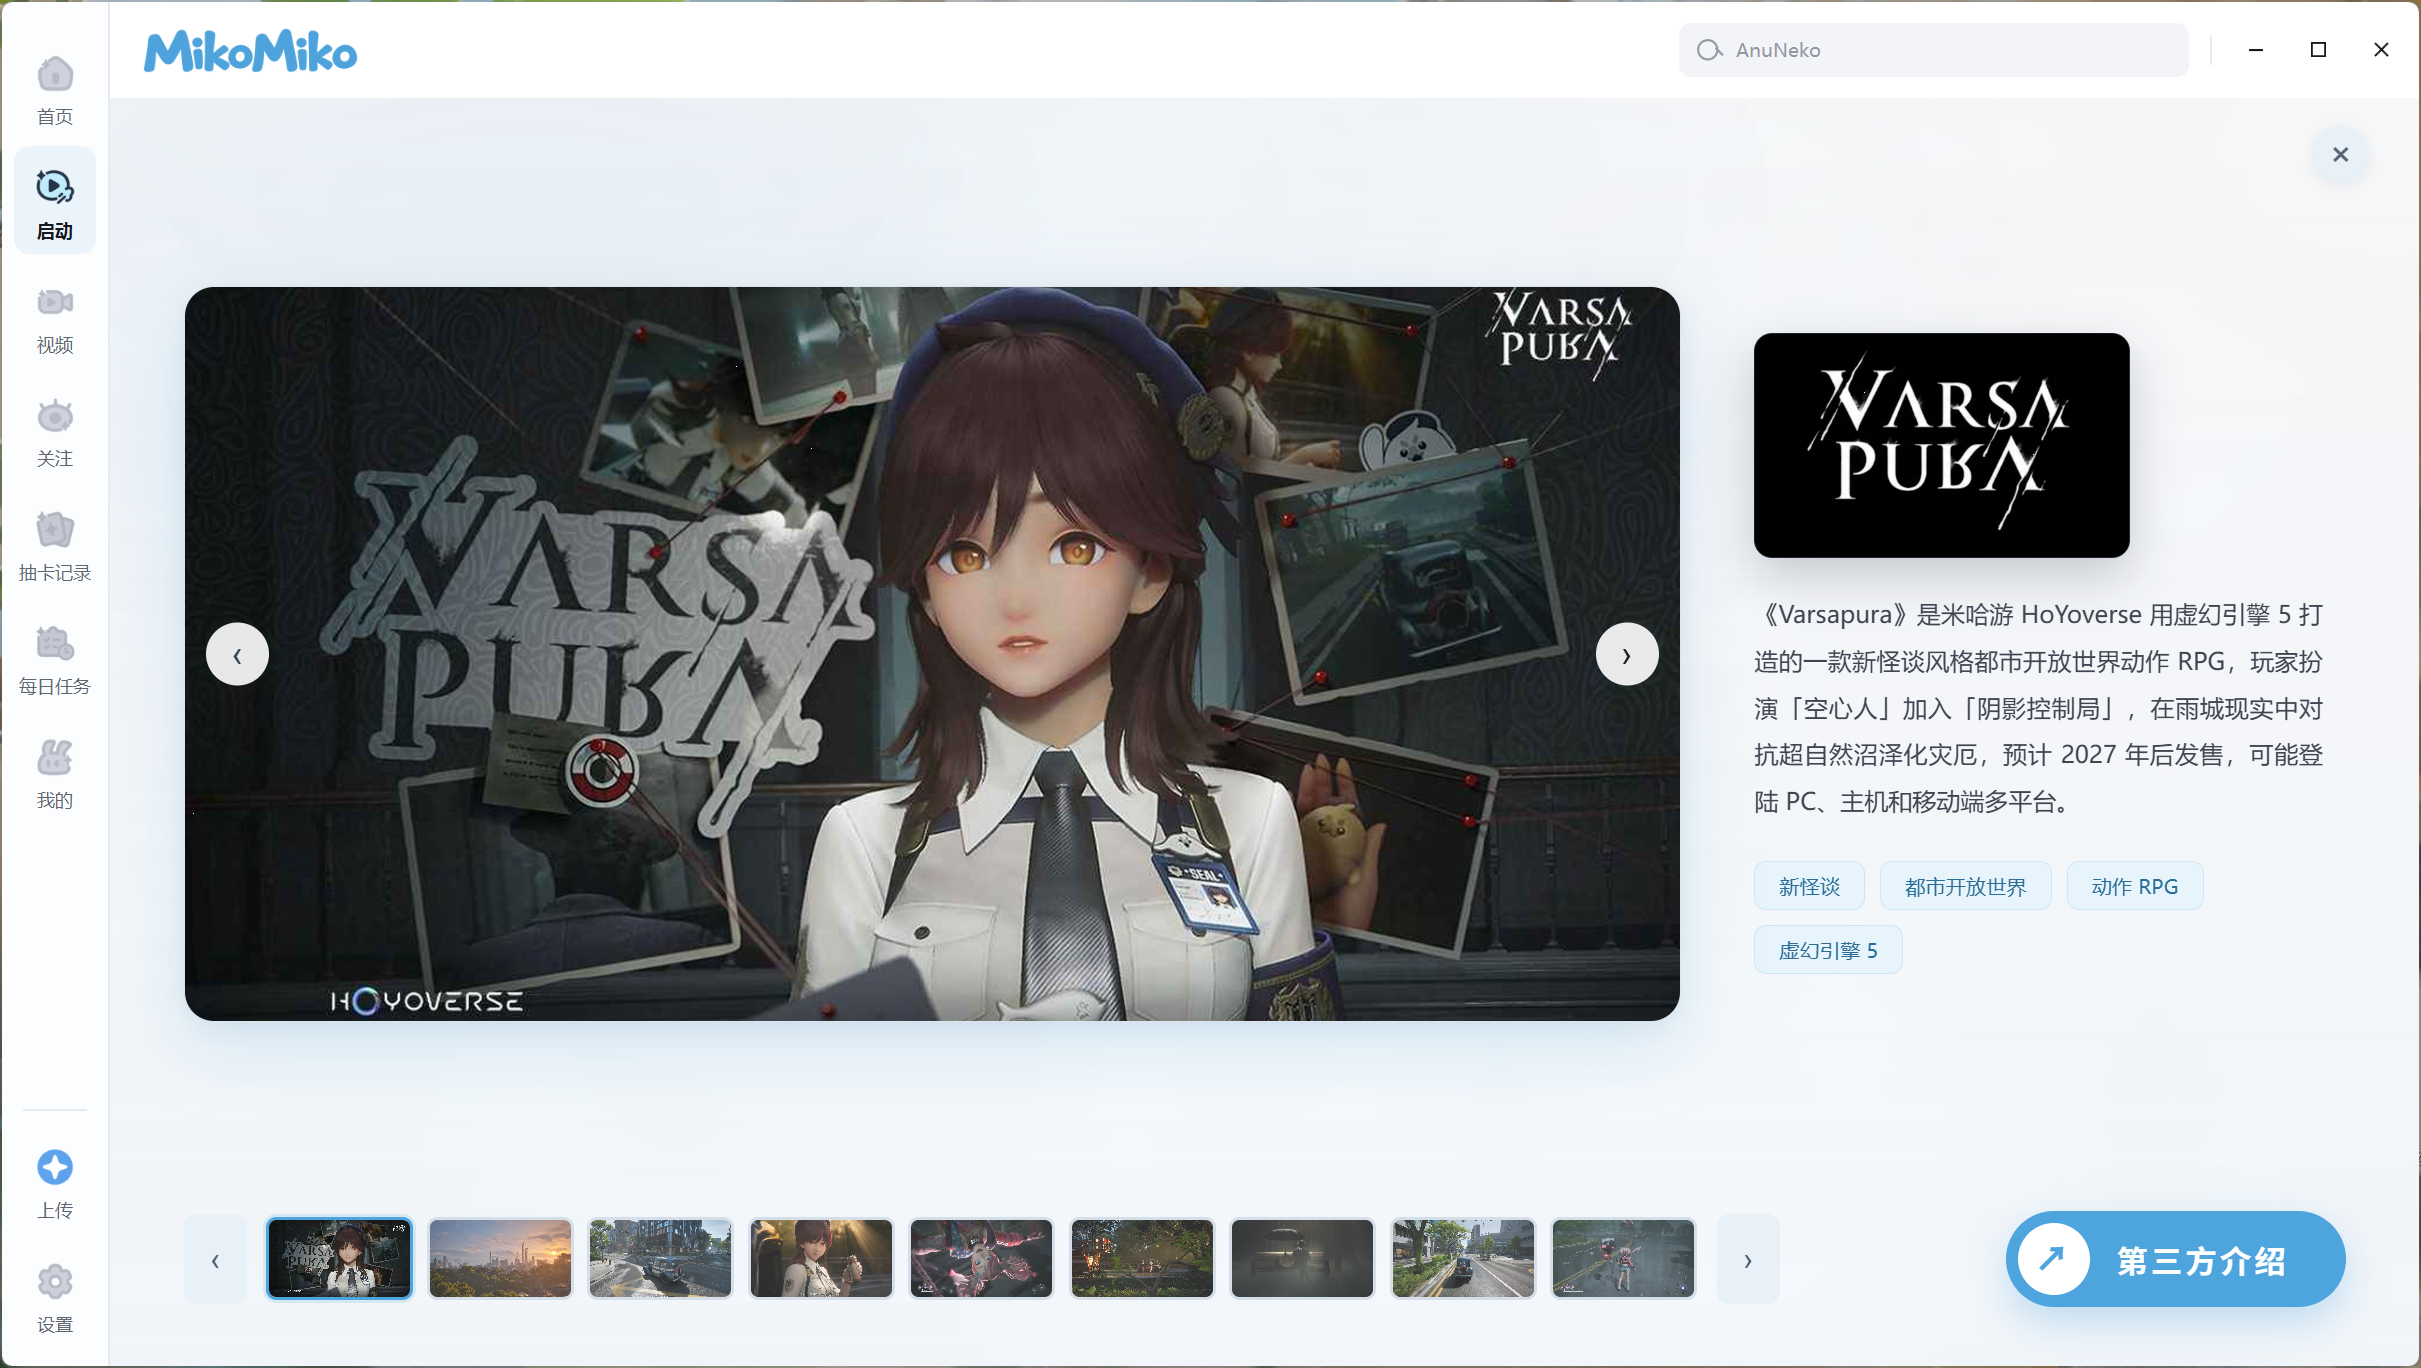 MikoMiko
AnuNeko
首页
启动
视频
关注
抽卡记录
每日任务
我的
上传
设置
VARSA
PURA
VARSA
PURA
SEAL
HOYOVERSE
VARSA
PURA
《Varsapura》是米哈游 HoYoverse 用虚幻引擎 5 打
造的一款新怪谈风格都市开放世界动作 RPG，玩家扮
演「空心人」加入「阴影控制局」，在雨城现实中对
抗超自然沼泽化灾厄，预计 2027 年后发售，可能登
陆 PC、主机和移动端多平台。
新怪谈
都市开放世界
动作 RPG
虚幻引擎 5
VARSA
PURA
第三方介绍